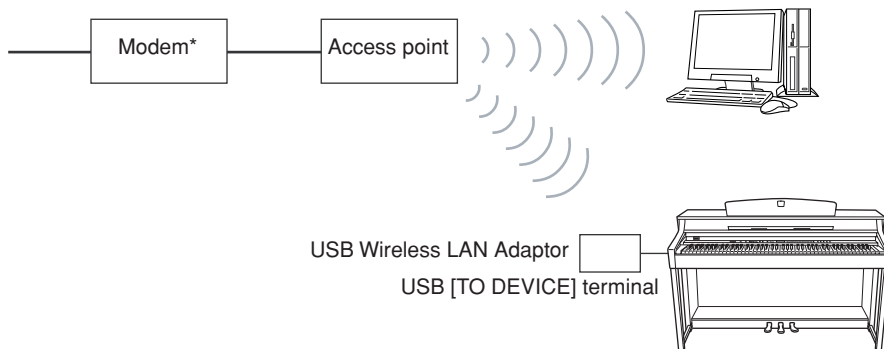 Modem*
Access point
USB Wireless LAN Adaptor
USB [TO DEVICE] terminal